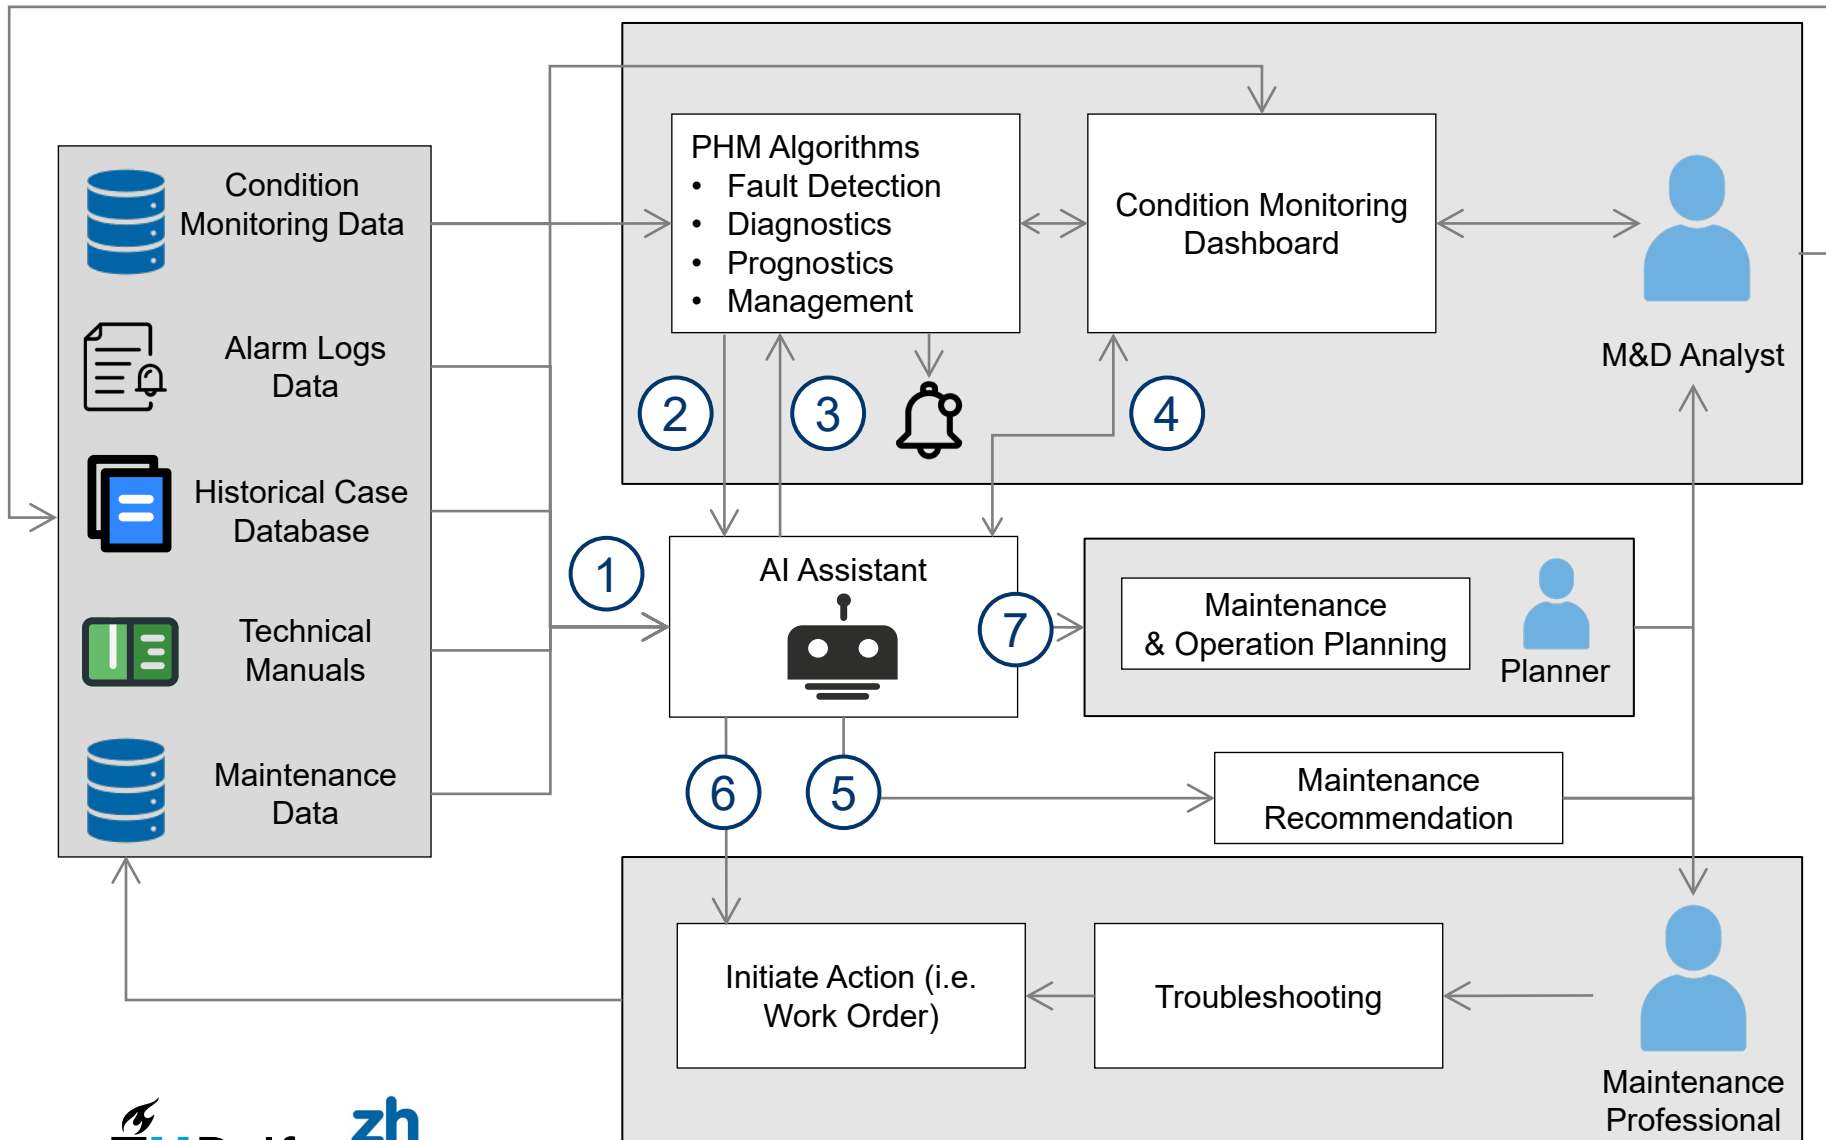 Condition
Monitoring Data
Alarm Logs
Data
Historical Case
Database
Technical
Manuals
Maintenance
Data
PHM Algorithms
• Fault Detection
• Diagnostics
• Prognostics
• Management
Condition Monitoring
Dashboard
M&D Analyst
2
3
4
1
AI Assistant
7
Maintenance
& Operation Planning
Planner
6
5
Maintenance
Recommendation
Initiate Action (i.e.
Work Order)
Troubleshooting
Maintenance
Professional
zh